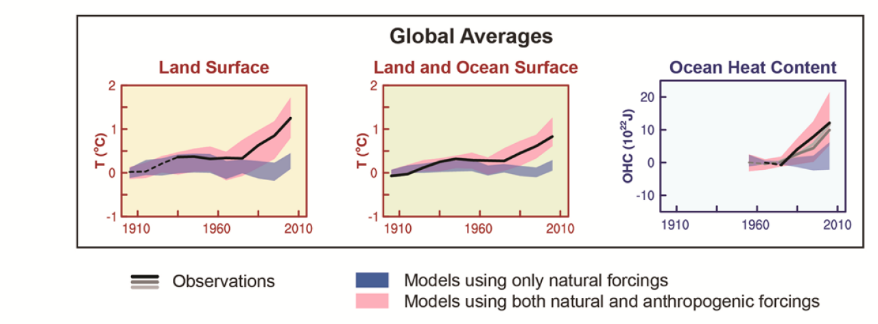 Global Averages
Land Surface
Land and Ocean Surface
Ocean Heat Content
T (°C)
2
1
0
-1
1910
1960
2010
T (°C)
2
1
0
-1
1910
1960
2010
OHC (10²²J)
20
10
0
-10
1910
1960
2010
Observations
Models using only natural forcings
Models using both natural and anthropogenic forcings